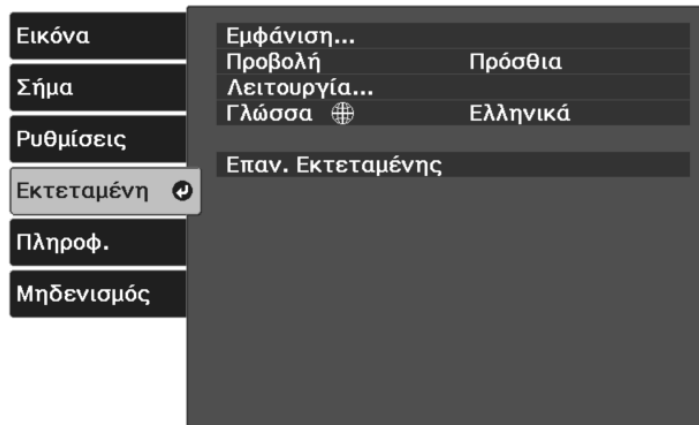 Εικόνα
Σήμα
Ρυθμίσεις
Εκτεταμένη
Πληροφ.
Μηδενισμός
Εμφάνιση...
Προβολή Πρόσθια
Λειτουργία...
Γλώσσα Ελληνικά
Επαν. Εκτεταμένης